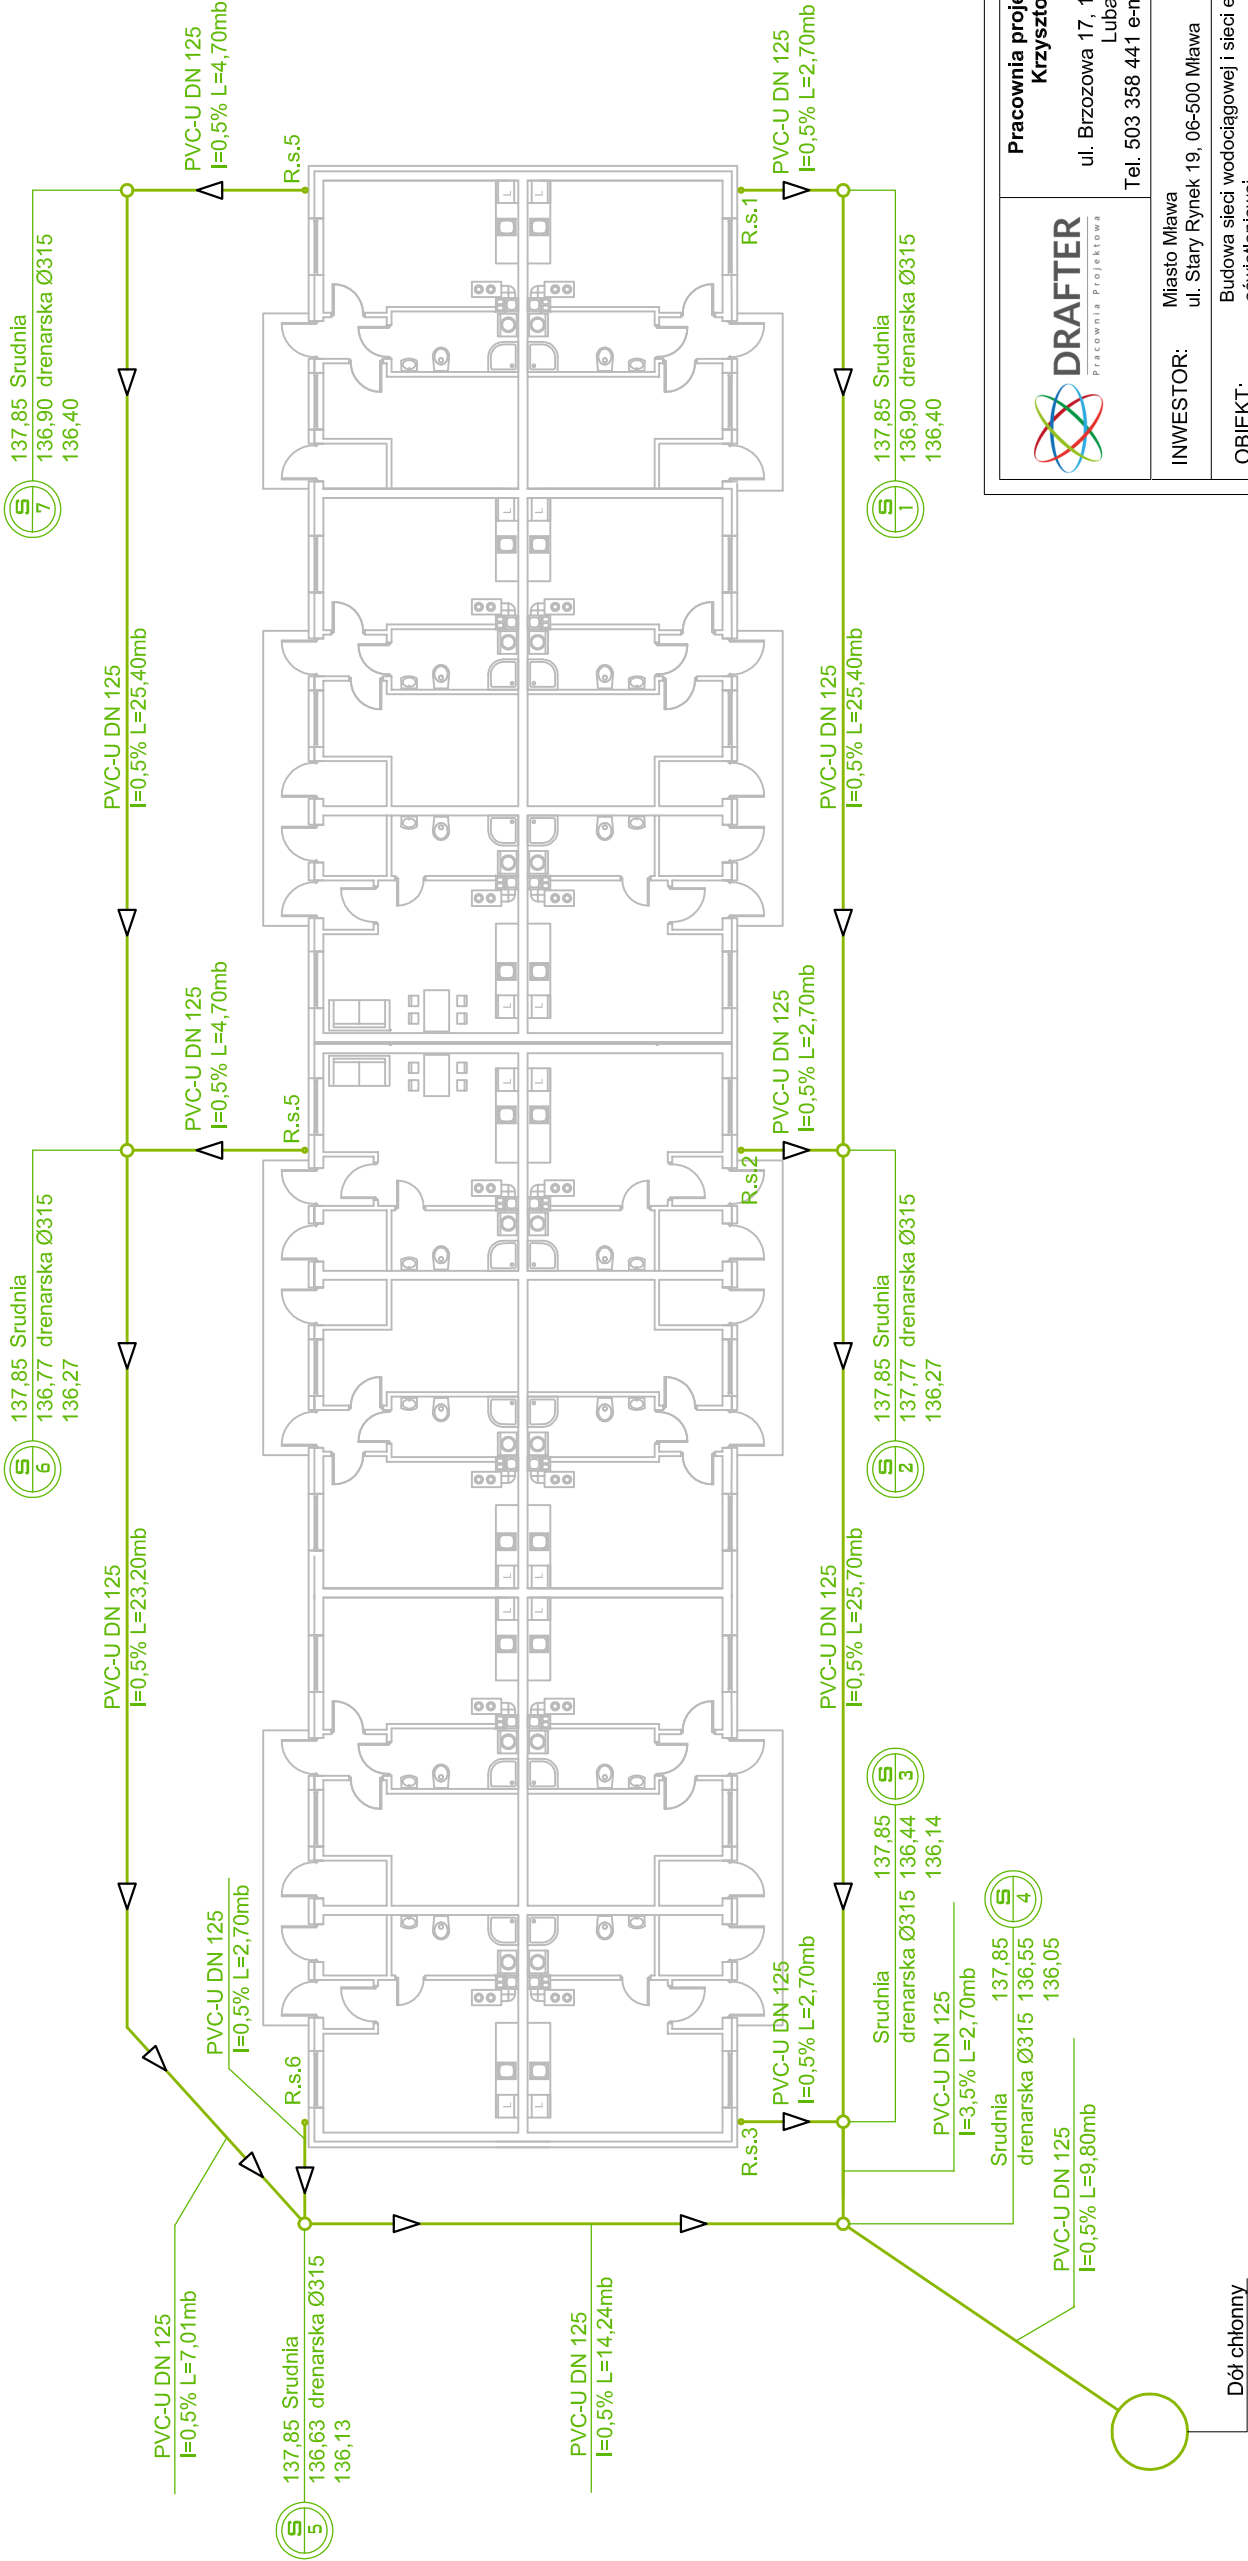 PVC-U DN 125
I=0,5% L=4,70mb
R.s.5
137,85 Srudnia
136,90 drenarska Ø315
136,40
S
7
PVC-U DN 125
I=0,5% L=25,40mb
PVC-U DN 125
I=0,5% L=4,70mb
R.s.5
137,85 Srudnia
136,77 drenarska Ø315
136,27
S
6
PVC-U DN 125
I=0,5% L=23,20mb
PVC-U DN 125
I=0,5% L=2,70mb
R.s.6
PVC-U DN 125
I=0,5% L=7,01mb
137,85 Srudnia
136,63 drenarska Ø315
136,13
S
5
PVC-U DN 125
I=0,5% L=14,24mb
PVC-U DN 125
I=0,5% L=2,70mb
R.s.1
137,85 Srudnia
136,90 drenarska Ø315
136,40
S
1
PVC-U DN 125
I=0,5% L=25,40mb
PVC-U DN 125
I=0,5% L=2,70mb
R.s.2
137,85 Srudnia
137,77 drenarska Ø315
136,27
S
2
PVC-U DN 125
I=0,5% L=25,70mb
PVC-U DN 125
I=0,5% L=2,70mb
R.s.3
S
3
Srudnia 137,85
drenarska Ø315 136,44
136,14
PVC-U DN 125
I=3,5% L=2,70mb
S
4
Srudnia 137,85
drenarska Ø315 136,55
136,05
PVC-U DN 125
I=0,5% L=9,80mb
Dół chłonny
DRAFTER
Pracownia Projektowa
Pracownia proje
Krzyszto
ul. Brzozowa 17, 1
Luba
Tel. 503 358 441 e-m
INWESTOR:
Miasto Mława
ul. Stary Rynek 19, 06-500 Mława
OBIEKT:
Budowa sieci wodociągowej i sieci e